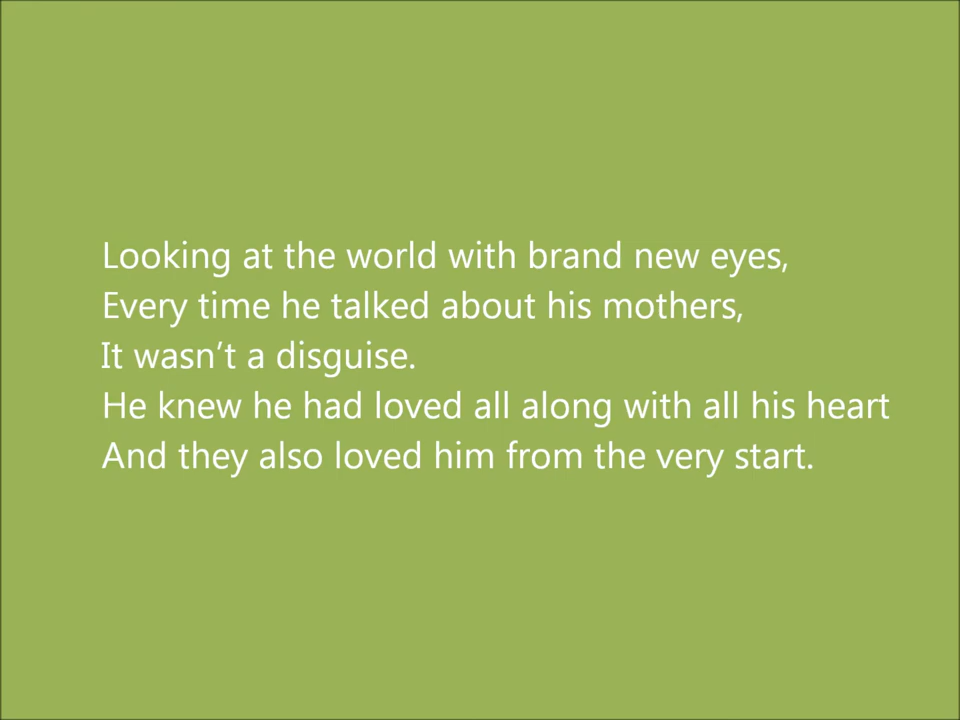 Looking at the world with brand new eyes,
Every time he talked about his mothers,
It wasn’t a disguise.
He knew he had loved all along with all his heart
And they also loved him from the very start.